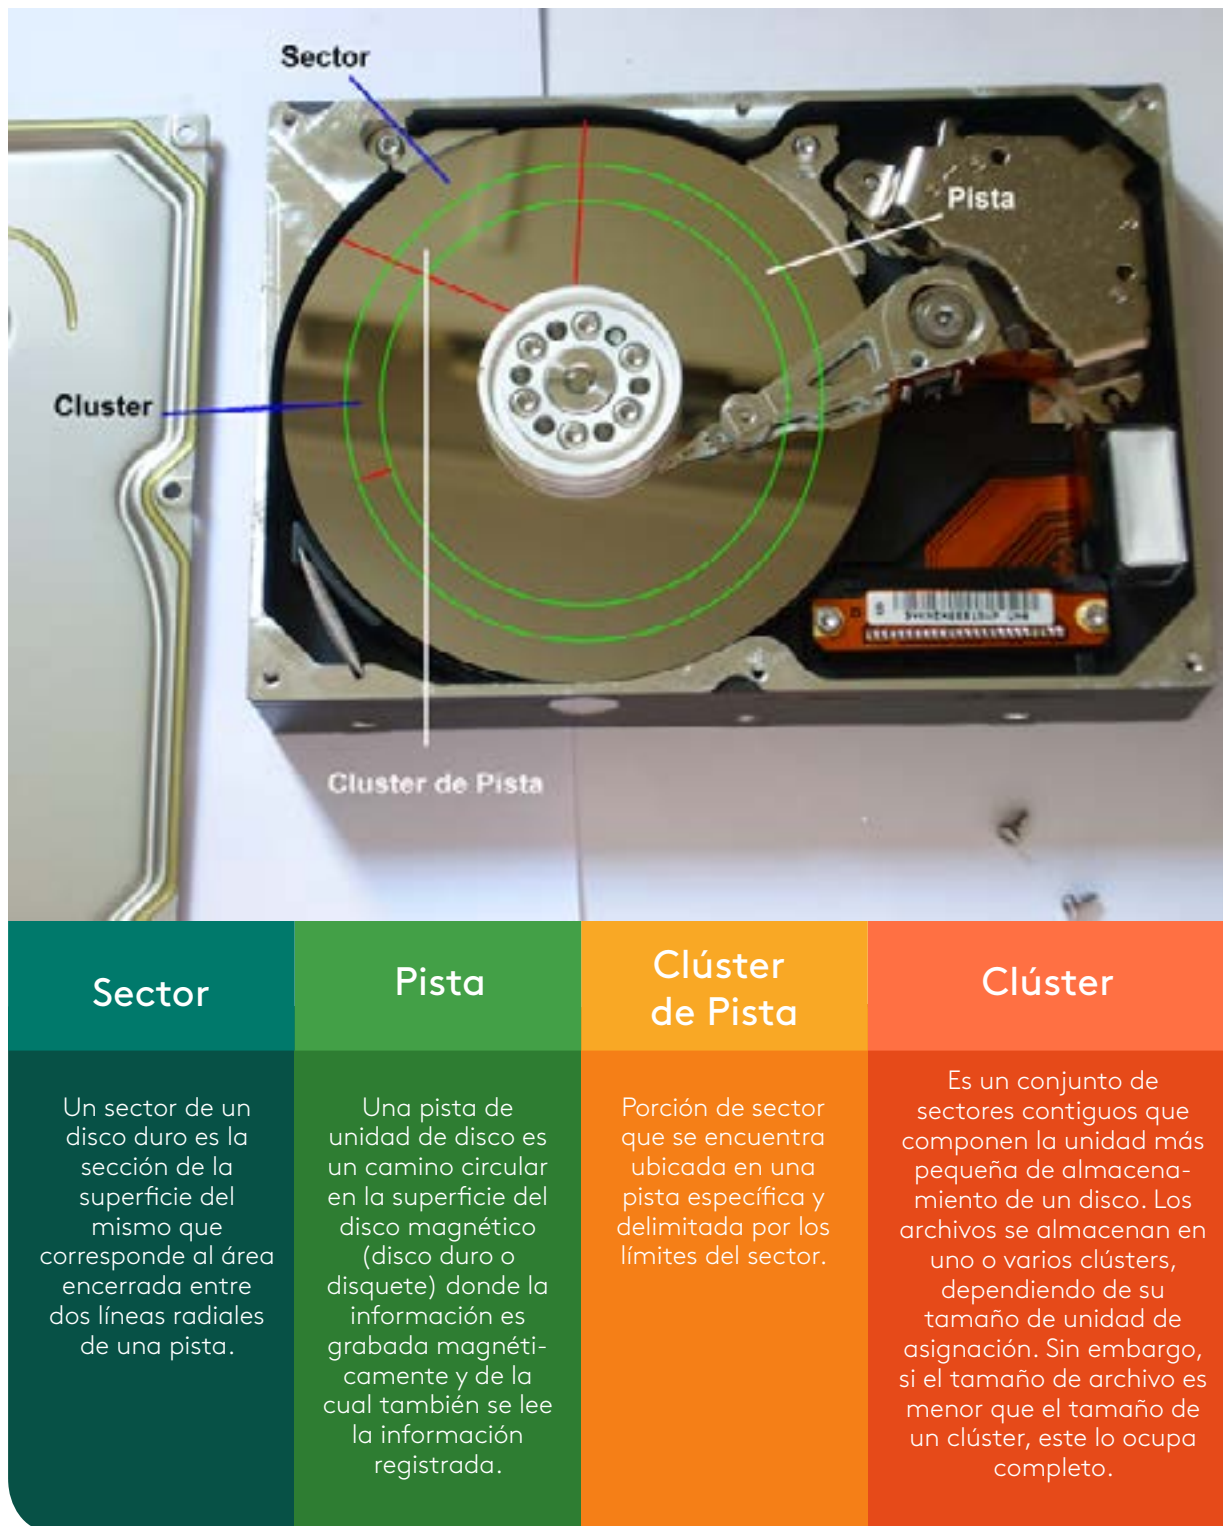 Sector
Pista
Cluster
Cluster de Pista
Sector
Un sector de un
disco duro es la
sección de la
superficie del
mismo que
corresponde al área
encerrada entre
dos líneas radiales
de una pista.
Pista
Una pista de
unidad de disco es
un camino circular
en la superficie del
disco magnético
(disco duro o
disquete) donde la
información es
grabada magnéti-
camente y de la
cual también se lee
la información
registrada.
Clúster
de Pista
Porción de sector
que se encuentra
ubicada en una
pista específica y
delimitada por los
límites del sector.
Clúster
Es un conjunto de
sectores contiguos que
componen la unidad más
pequeña de almacena-
miento de un disco. Los
archivos se almacenan en
uno o varios clústers,
dependiendo de su
tamaño de unidad de
asignación. Sin embargo,
si el tamaño de archivo es
menor que el tamaño de
un clúster, este lo ocupa
completo.